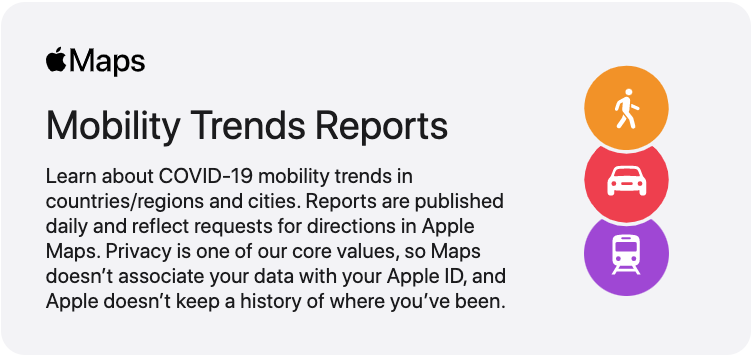 Maps
Mobility Trends Reports
Learn about COVID-19 mobility trends in
countries/regions and cities. Reports are published
daily and reflect requests for directions in Apple
Maps. Privacy is one of our core values, so Maps
doesn’t associate your data with your Apple ID, and
Apple doesn’t keep a history of where you’ve been.